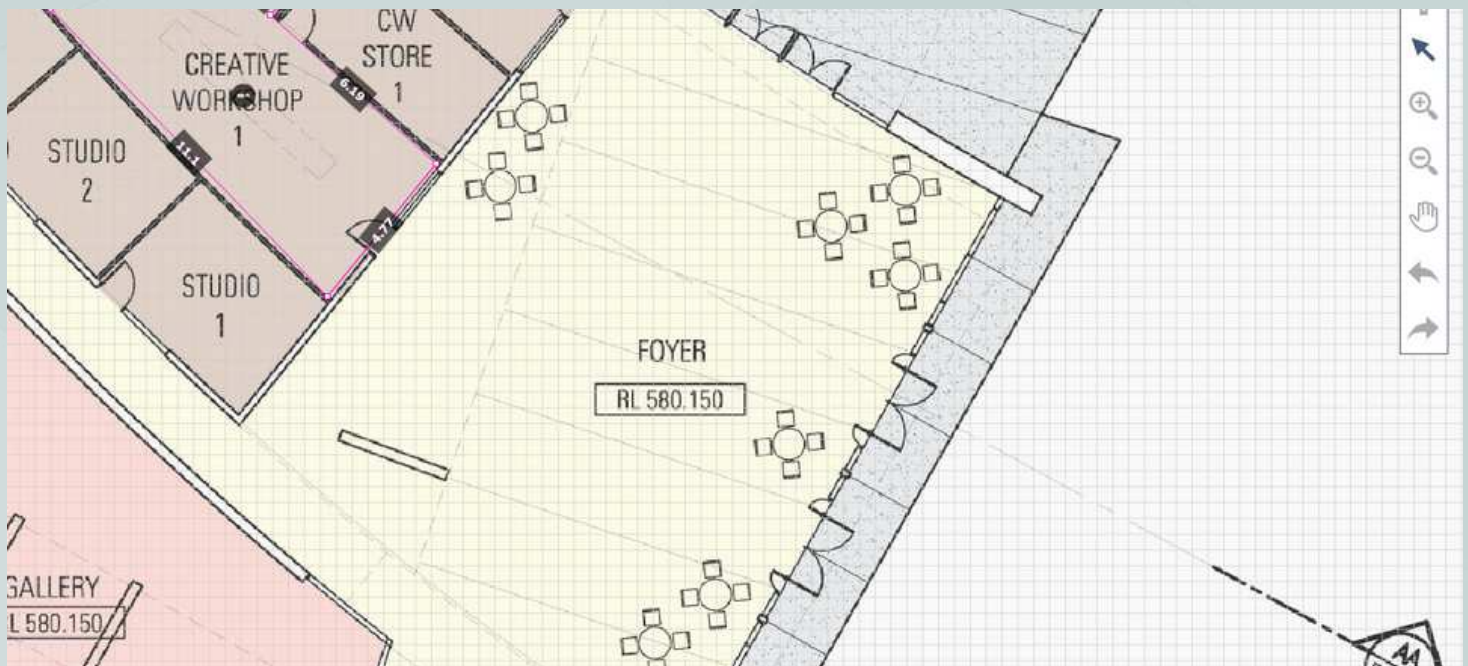 CW
STORE
1
6.19
CREATIVE
WORKSHOP
1
11.1
STUDIO
2
4.77
STUDIO
1
FOYER
RL 580.150
GALLERY
L 580.150
AA